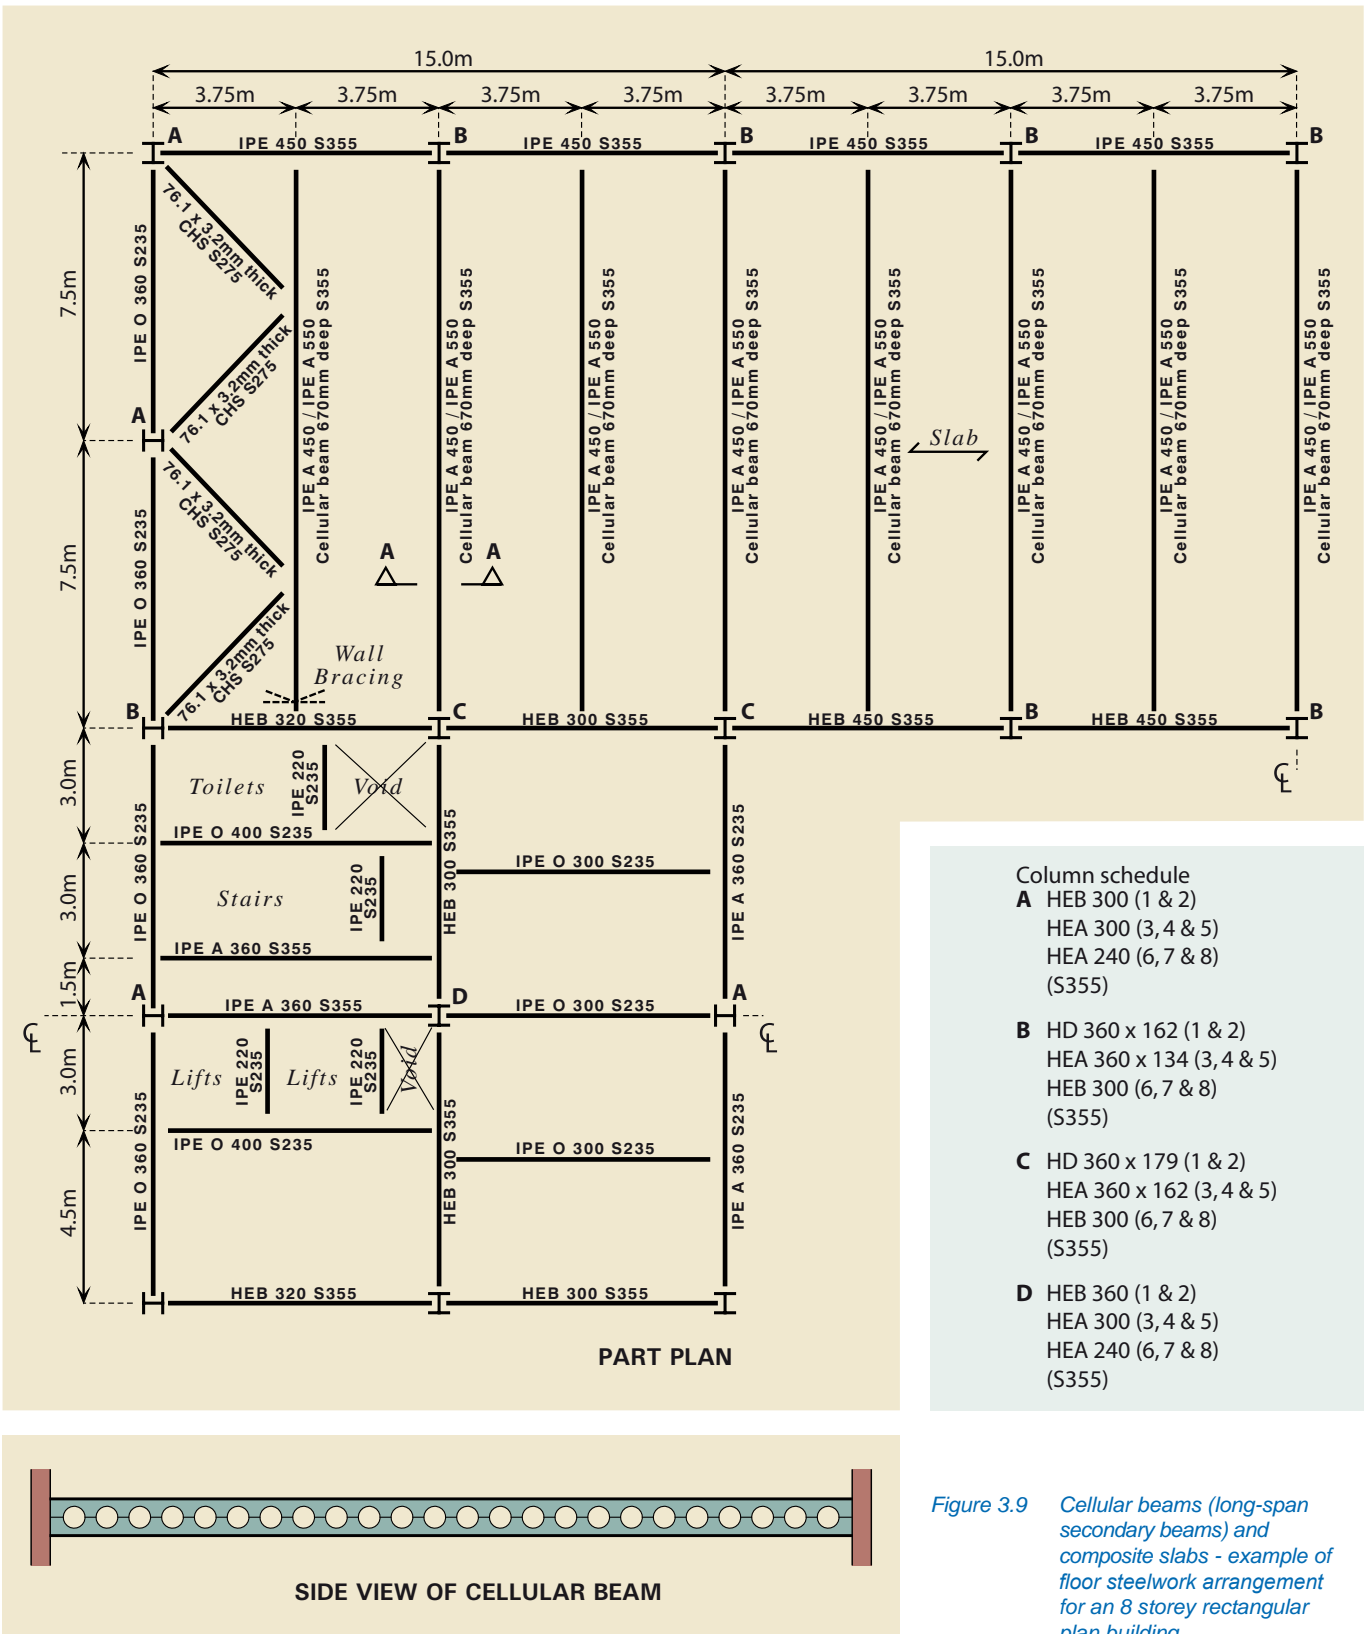 15.0m 15.0m
3.75m 3.75m 3.75m 3.75m 3.75m 3.75m 3.75m 3.75m
A IPE 450 S355 B IPE 450 S355 B IPE 450 S355 B IPE 450 S355 B
7.5m
IPE O 360 S235
76.1 x 3.2mm thick
CHS S275
76.1 x 3.2mm thick
CHS S275
IPE A 450 / IPE A 550
Cellular beam 670mm deep S355
IPE A 450 / IPE A 550
Cellular beam 670mm deep S355
IPE A 450 / IPE A 550
Cellular beam 670mm deep S355
IPE A 450 / IPE A 550
Cellular beam 670mm deep S355
IPE A 450 / IPE A 550
Cellular beam 670mm deep S355
IPE A 450 / IPE A 550
Cellular beam 670mm deep S355
IPE A 450 / IPE A 550
Cellular beam 670mm deep S355
IPE A 450 / IPE A 550
Cellular beam 670mm deep S355
Slab
A
7.5m
IPE O 360 S235
76.1 x 3.2mm thick
CHS S275
76.1 x 3.2mm thick
CHS S275
A A
Wall
Bracing
B HEB 320 S355 C HEB 300 S355 C HEB 450 S355 B HEB 450 S355 B
CL
3.0m
Toilets
IPE 220
S235
Void
IPE O 360 S235
IPE O 400 S235
HEB 300 S355
IPE O 300 S235
IPE A 360 S235
3.0m
Stairs
IPE 220
S235
IPE A 360 S355
1.5m
A IPE A 360 S355 D IPE O 300 S235 A
CL CL
3.0m
Lifts
IPE 220
S235
Lifts
IPE 220
S235
Void
IPE O 360 S235
IPE O 400 S235
HEB 300 S355
IPE O 300 S235
IPE A 360 S235
4.5m
HEB 320 S355 HEB 300 S355
PART PLAN
Column schedule
A HEB 300 (1 & 2)
HEA 300 (3, 4 & 5)
HEA 240 (6, 7 & 8)
(S355)
B HD 360 x 162 (1 & 2)
HEA 360 x 134 (3, 4 & 5)
HEB 300 (6, 7 & 8)
(S355)
C HD 360 x 179 (1 & 2)
HEA 360 x 162 (3, 4 & 5)
HEB 300 (6, 7 & 8)
(S355)
D HEB 360 (1 & 2)
HEA 300 (3, 4 & 5)
HEA 240 (6, 7 & 8)
(S355)
SIDE VIEW OF CELLULAR BEAM
Figure 3.9 Cellular beams (long-span
secondary beams) and
composite slabs - example of
floor steelwork arrangement
for an 8 storey rectangular
plan building